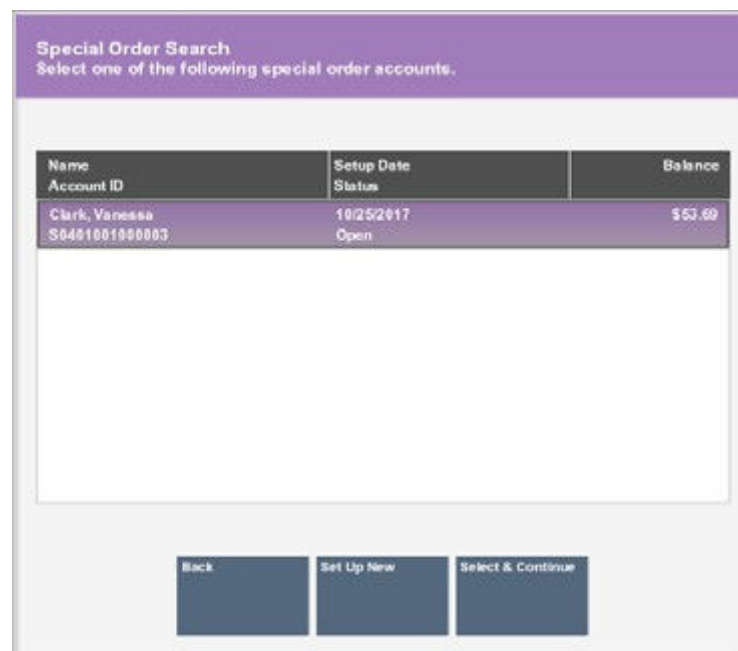 Special Order Search
Select one of the following special order accounts.
Name Setup Date Balance
Account ID Status
Clark, Vanessa 10/25/2017 $53.69
S0401001000003 Open
Back Set Up New Select & Continue